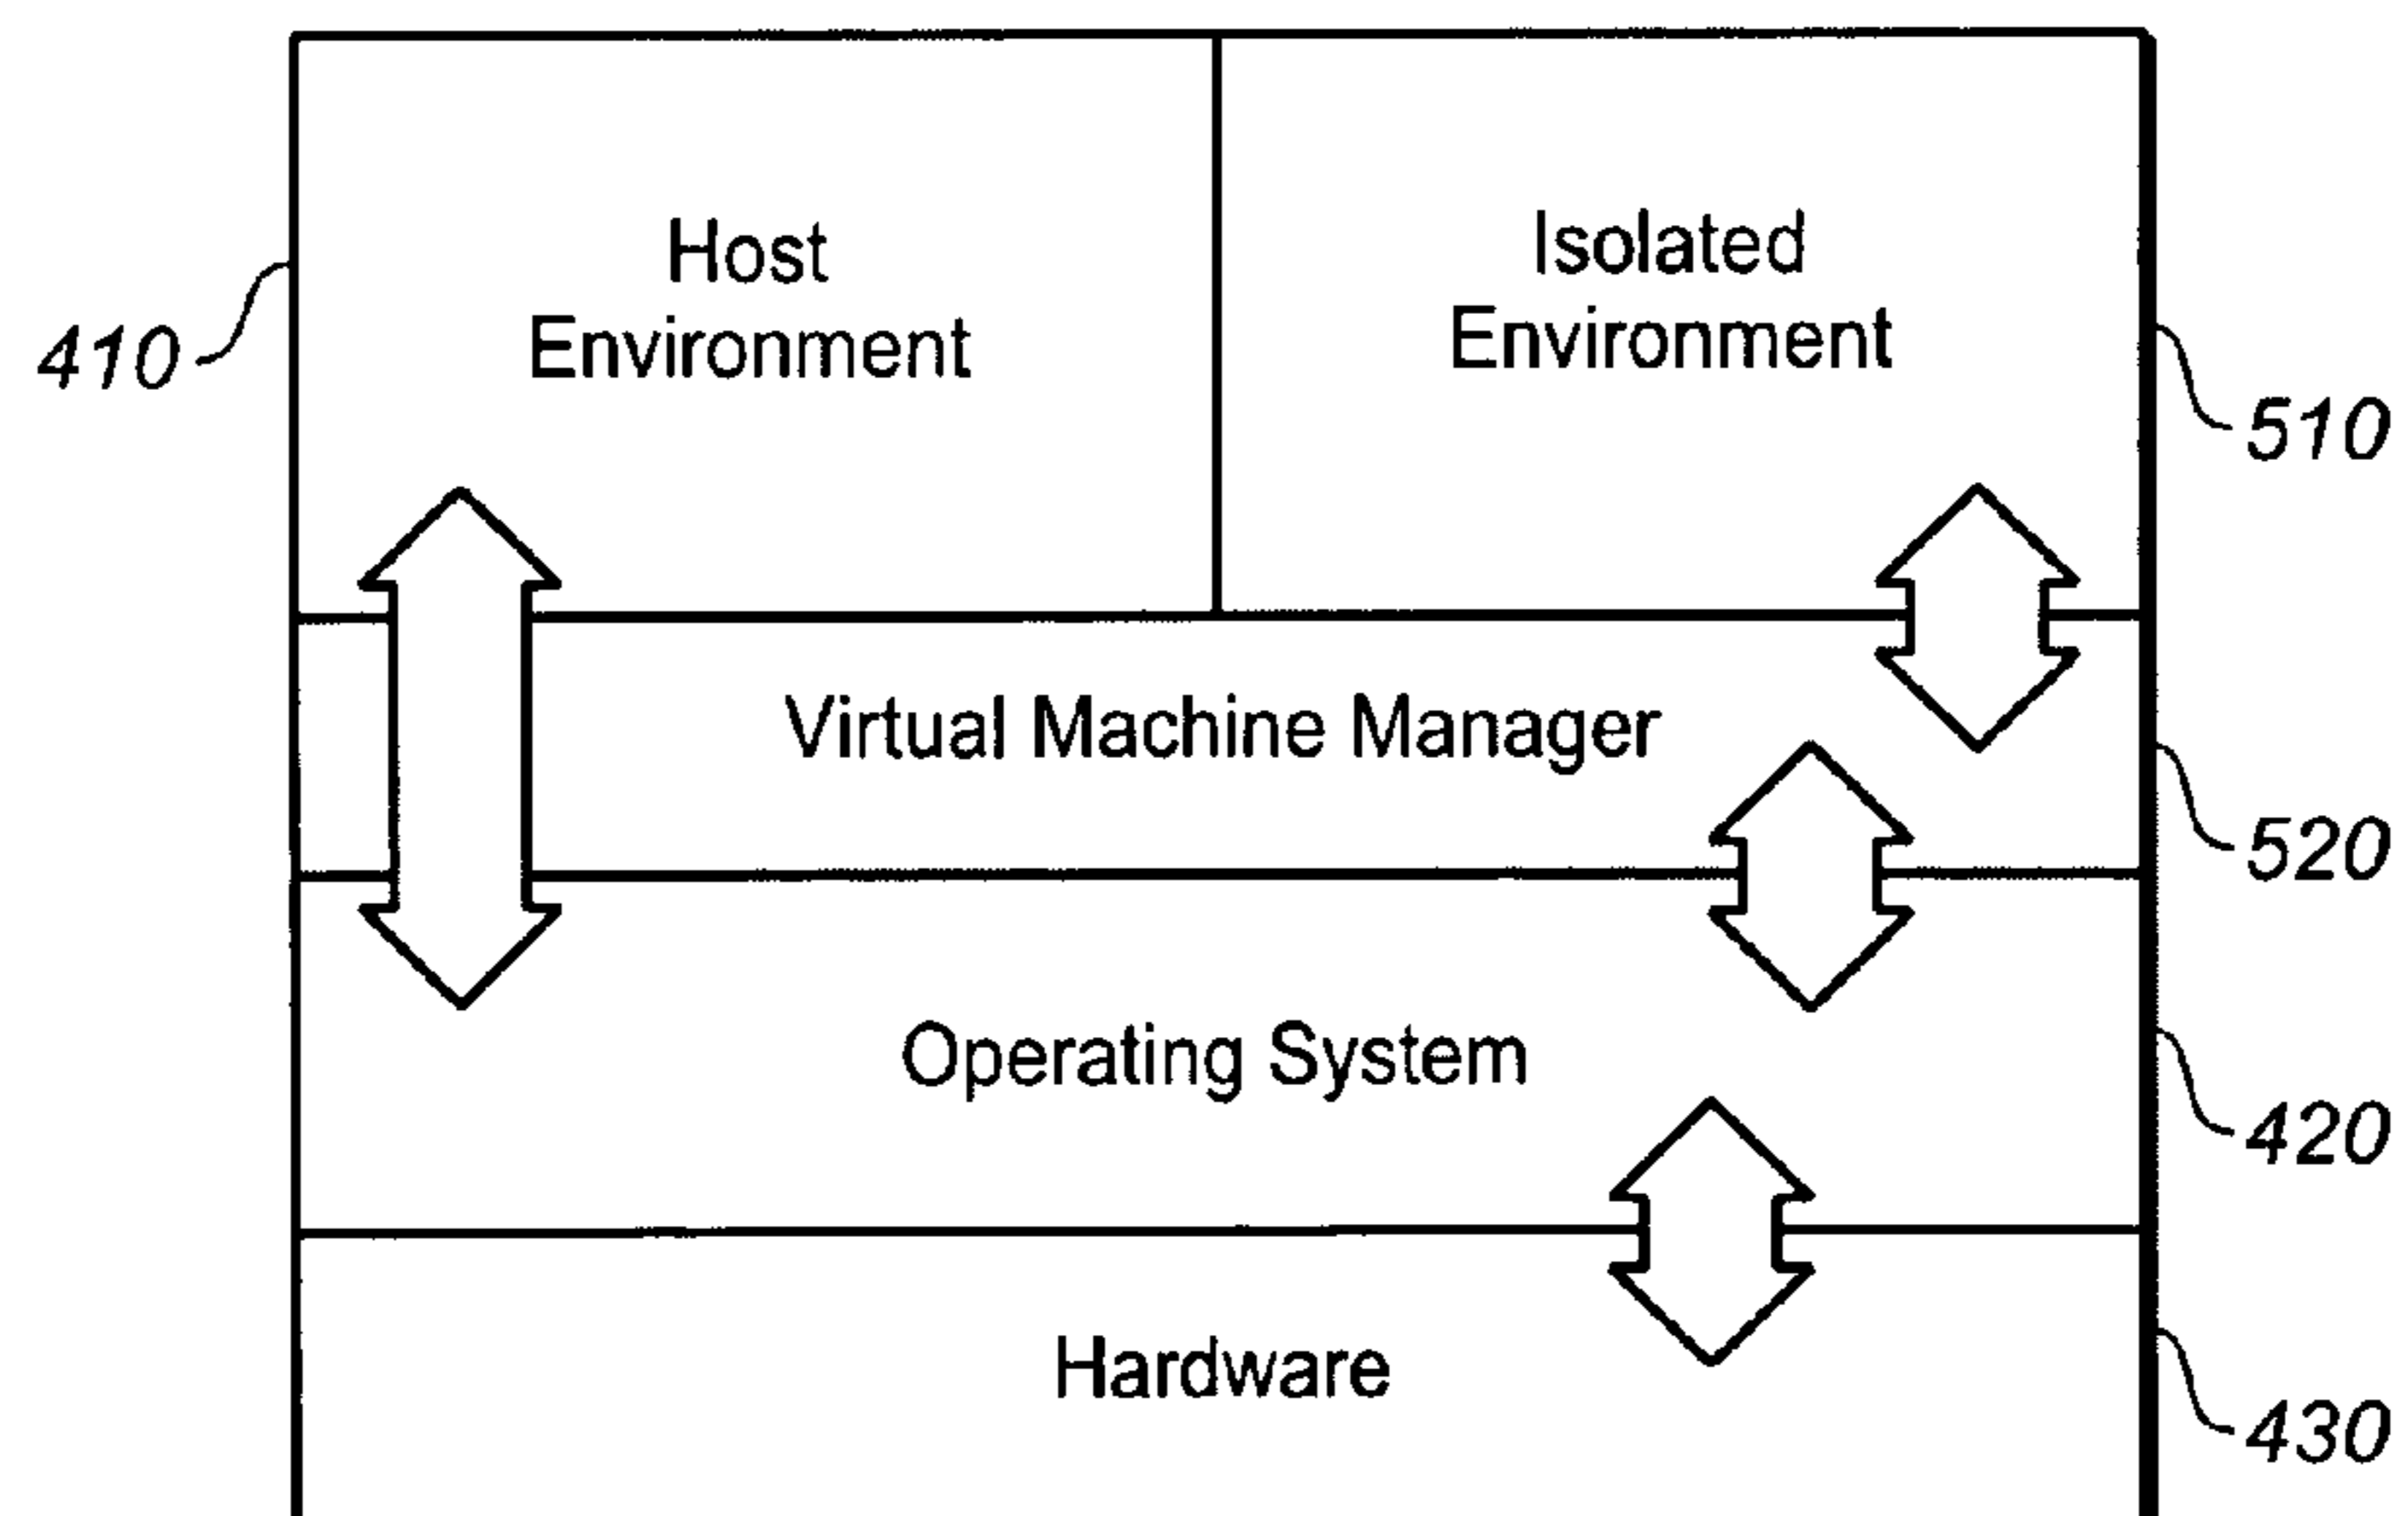 Host
Environment
Isolated
Environment
410
510
Virtual Machine Manager
520
Operating System
420
Hardware
430